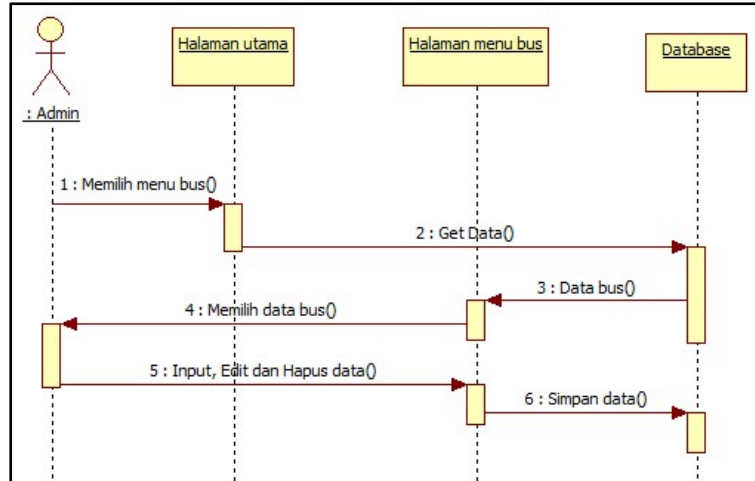 Halaman utama
Halaman menu bus
Database
: Admin
1 : Memilih menu bus()
2 : Get Data()
3 : Data bus()
4 : Memilih data bus()
5 : Input, Edit dan Hapus data()
6 : Simpan data()